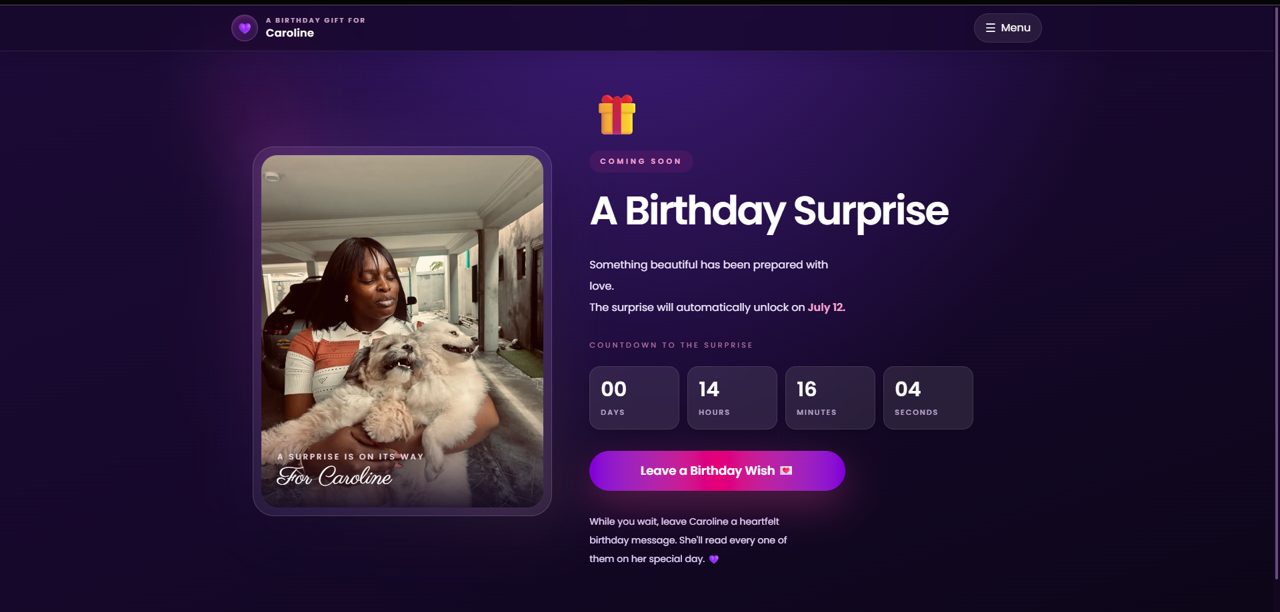 A BIRTHDAY GIFT FOR
Caroline
☰ Menu
COMING SOON
A Birthday Surprise
Something beautiful has been prepared with
love.
The surprise will automatically unlock on July 12.
COUNTDOWN TO THE SURPRISE
00 14 16 04
DAYS HOURS MINUTES SECONDS
A SURPRISE IS ON ITS WAY
For Caroline
Leave a Birthday Wish 💌
While you wait, leave Caroline a heartfelt
birthday message. She'll read every one of
them on her special day. 💜